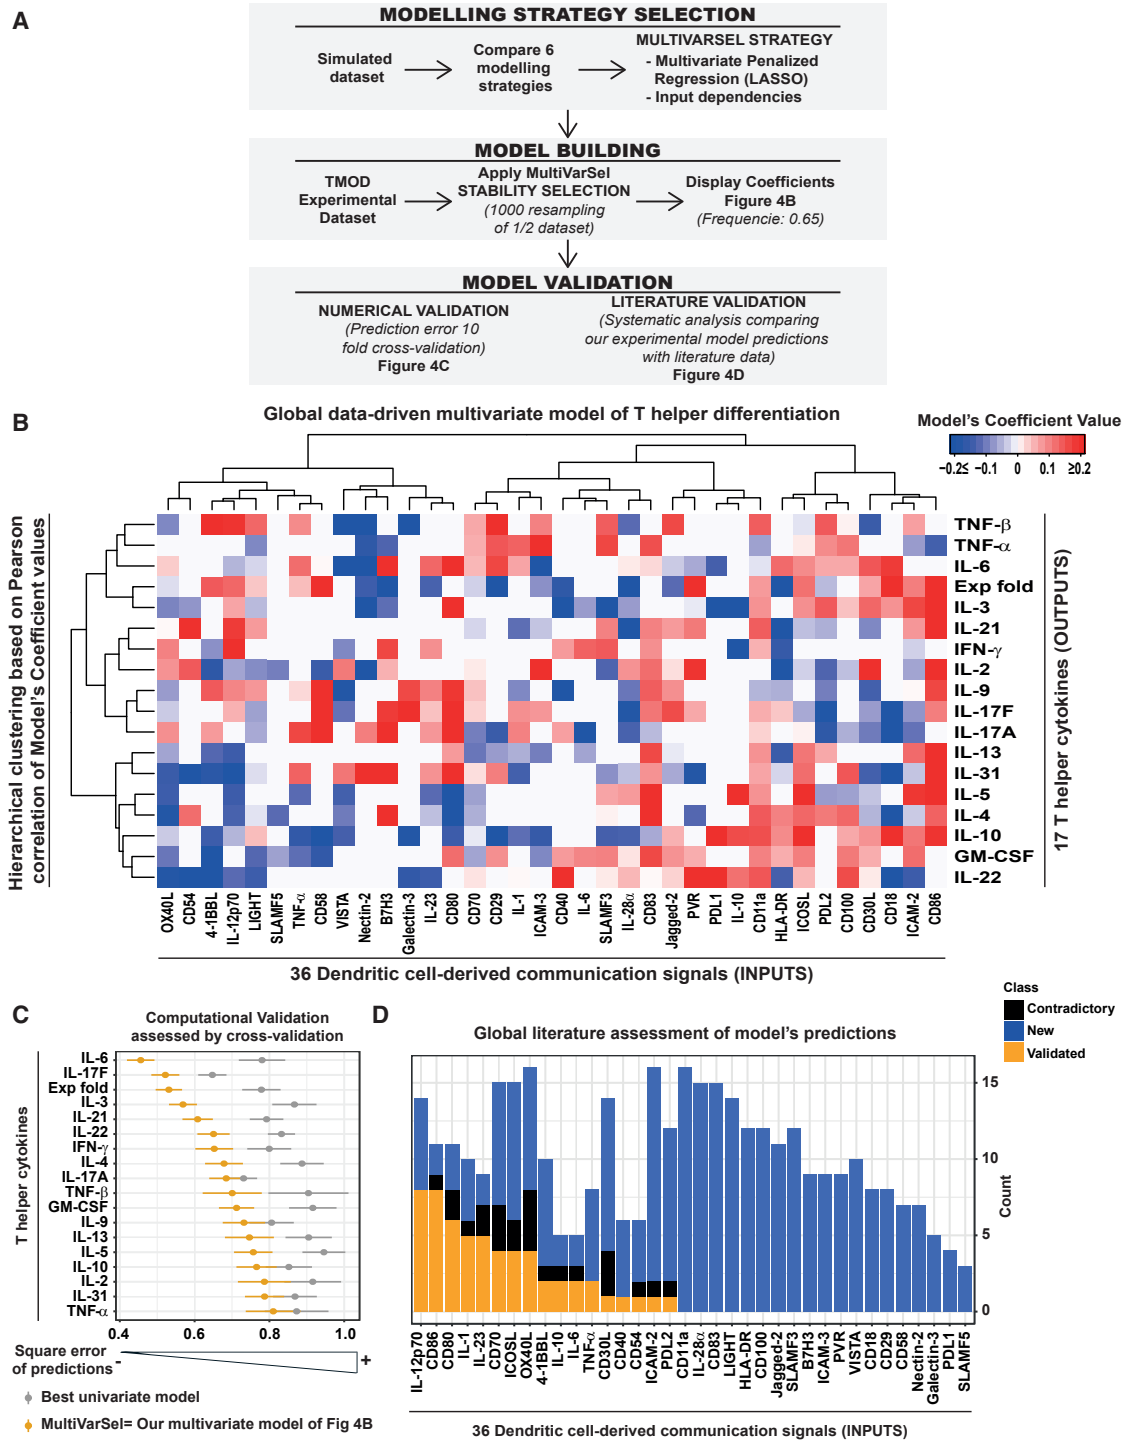 A
MODELLING STRATEGY SELECTION
Simulated
dataset
Compare 6
modelling
strategies
MULTIVARSEL STRATEGY
- Multivariate Penalized
Regression (LASSO)
- Input dependencies
MODEL BUILDING
TMOD
Experimental
Dataset
Apply MultiVarSel
STABILITY SELECTION
(1000 resampling
of 1/2 dataset)
Display Coefficients
Figure 4B
(Frequencie: 0.65)
MODEL VALIDATION
NUMERICAL VALIDATION
(Prediction error 10
fold cross-validation)
Figure 4C
LITERATURE VALIDATION
(Systematic analysis comparing
our experimental model predictions
with literature data)
Figure 4D
B
Global data-driven multivariate model of T helper differentiation
Model's Coefficient Value
−0.2≤ −0.1 0 0.1 ≥0.2
Hierarchical clustering based on Pearson
correlation of Model's Coefficient values
TNF-β
TNF-α
IL-6
Exp fold
IL-3
IL-21
IFN-γ
IL-2
IL-9
IL-17F
IL-17A
IL-13
IL-31
IL-5
IL-4
IL-10
GM-CSF
IL-22
17 T helper cytokines (OUTPUTS)
OX40L
CD54
4-1BBL
IL-12p70
LIGHT
SLAMF5
TNF-α
CD58
VISTA
Nectin-2
B7H3
Galectin-3
IL-23
CD80
CD70
CD29
IL-1
ICAM-3
CD40
IL-6
SLAMF3
IL-28α
CD83
Jagged-2
PVR
PDL1
IL-10
CD11a
HLA-DR
ICOSL
PDL2
CD100
CD30L
CD18
ICAM-2
CD86
36 Dendritic cell-derived communication signals (INPUTS)
C
Computational Validation
assessed by cross-validation
T helper cytokines
IL-6
IL-17F
Exp fold
IL-3
IL-21
IL-22
IFN-γ
IL-4
IL-17A
TNF-β
GM-CSF
IL-9
IL-13
IL-5
IL-10
IL-2
IL-31
TNF-α
0.4 0.6 0.8 1.0
Square error
of predictions
- +
Best univariate model
MultiVarSel= Our multivariate model of Fig 4B
D
Global literature assessment of model's predictions
Class
Contradictory
New
Validated
15
10
5
0
Count
IL-12p70
CD86
CD80
IL-1
IL-23
CD70
ICOSL
OX40L
4-1BBL
IL-10
IL-6
TNF-α
CD30L
CD40
CD54
ICAM-2
PDL2
CD11a
IL-28α
CD83
LIGHT
HLA-DR
CD100
Jagged-2
SLAMF3
B7H3
ICAM-3
PVR
VISTA
CD18
CD29
CD58
Nectin-2
Galectin-3
PDL1
SLAMF5
36 Dendritic cell-derived communication signals (INPUTS)